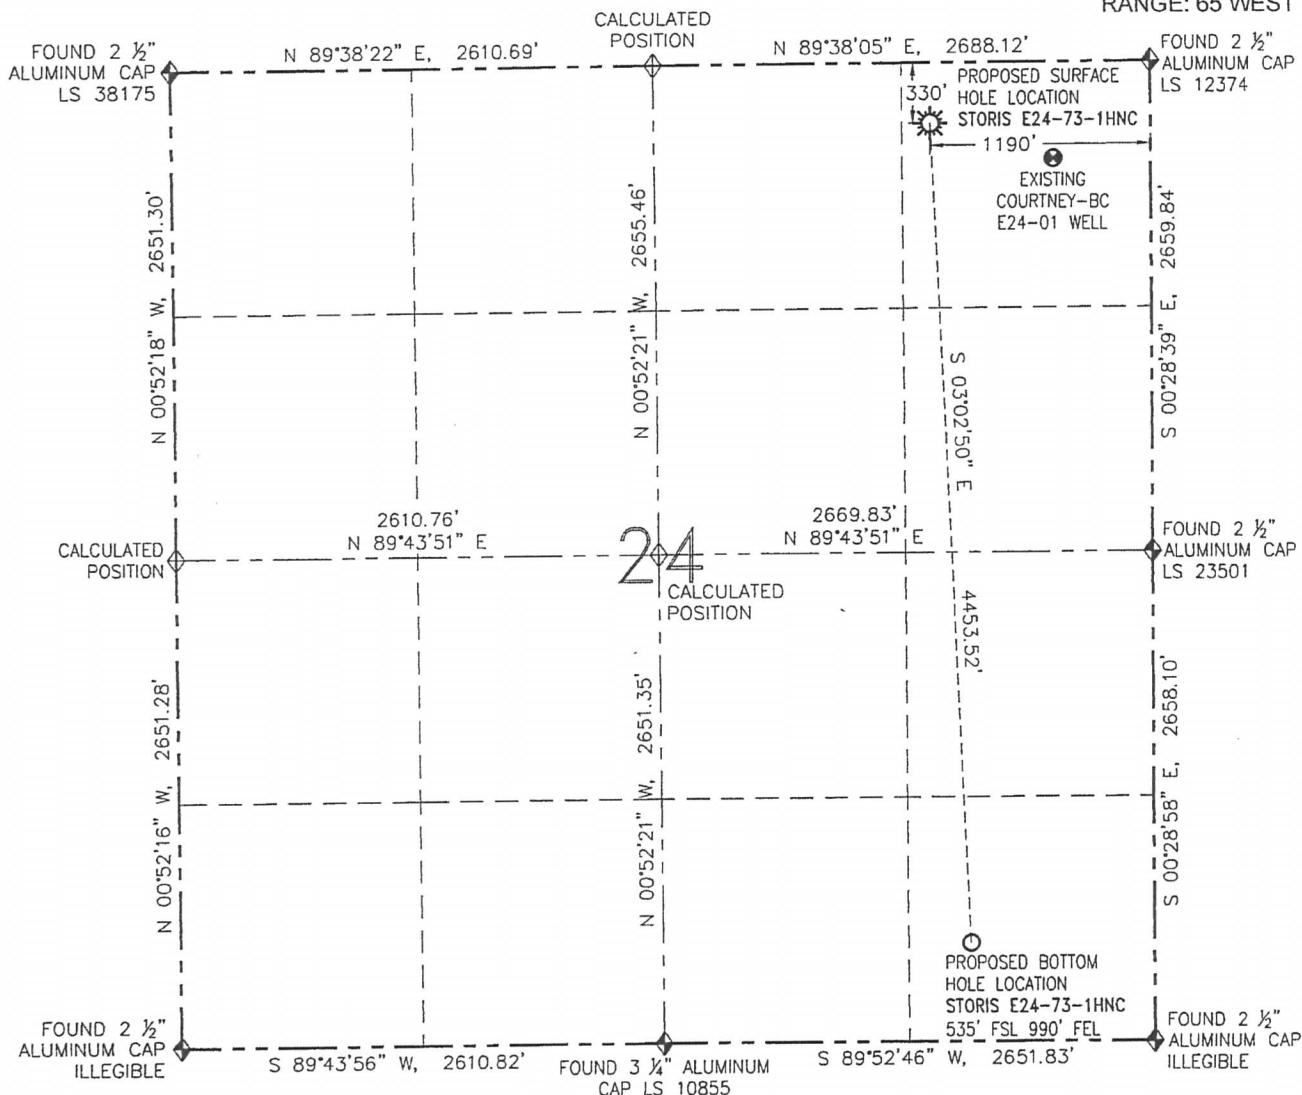 RANGE: 65 WEST
CALCULATED
POSITION
FOUND 2 ½"
ALUMINUM CAP
LS 38175
N 89°38'22" E, 2610.69'
N 89°38'05" E, 2688.12'
FOUND 2 ½"
ALUMINUM CAP
LS 12374
330'
PROPOSED SURFACE
HOLE LOCATION
STORIS E24-73-1HNC
1190'
EXISTING
COURTNEY-BC
E24-01 WELL
N 00°52'18" W, 2651.30'
N 00°52'21" W, 2655.46'
S 03°02'50" E
4453.52'
S 00°28'39" E, 2659.84'
CALCULATED
POSITION
2610.76'
N 89°43'51" E
24
CALCULATED
POSITION
2669.83'
N 89°43'51" E
FOUND 2 ½"
ALUMINUM CAP
LS 23501
N 00°52'16" W, 2651.28'
N 00°52'21" W, 2651.35'
S 00°28'58" E, 2658.10'
PROPOSED BOTTOM
HOLE LOCATION
STORIS E24-73-1HNC
535' FSL 990' FEL
FOUND 2 ½"
ALUMINUM CAP
ILLEGIBLE
S 89°43'56" W, 2610.82'
FOUND 3 ¼" ALUMINUM
CAP LS 10855
S 89°52'46" W, 2651.83'
FOUND 2 ½"
ALUMINUM CAP
ILLEGIBLE